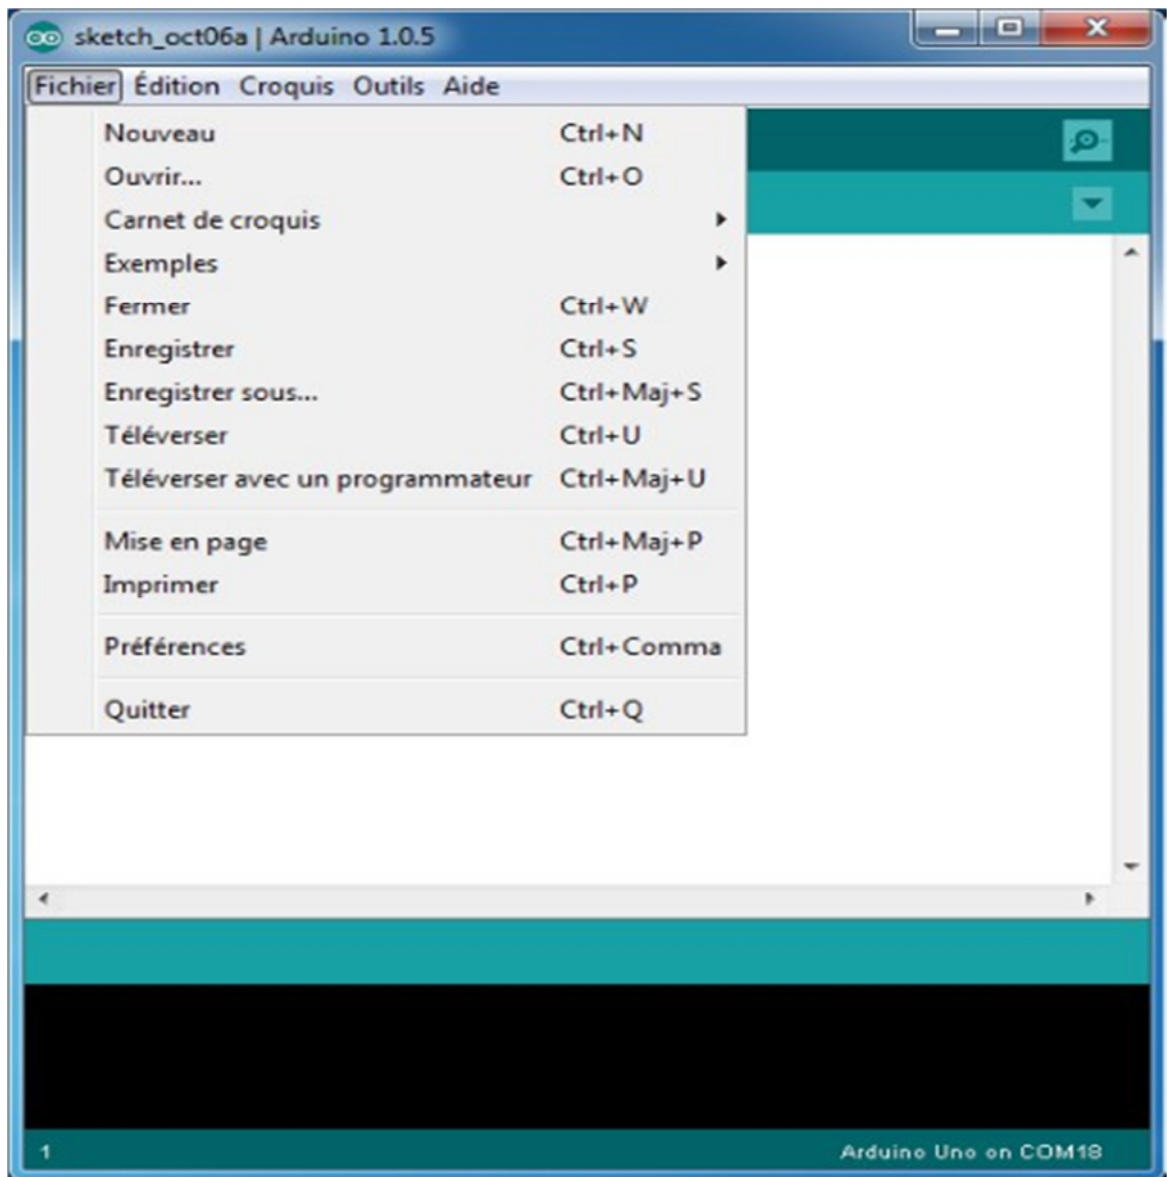 sketch_oct06a | Arduino 1.0.5
Fichier Édition Croquis Outils Aide
Nouveau Ctrl+N
Ouvrir... Ctrl+O
Carnet de croquis
Exemples
Fermer Ctrl+W
Enregistrer Ctrl+S
Enregistrer sous... Ctrl+Maj+S
Téléverser Ctrl+U
Téléverser avec un programmateur Ctrl+Maj+U
Mise en page Ctrl+Maj+P
Imprimer Ctrl+P
Préférences Ctrl+Comma
Quitter Ctrl+Q
1 Arduino Uno on COM18